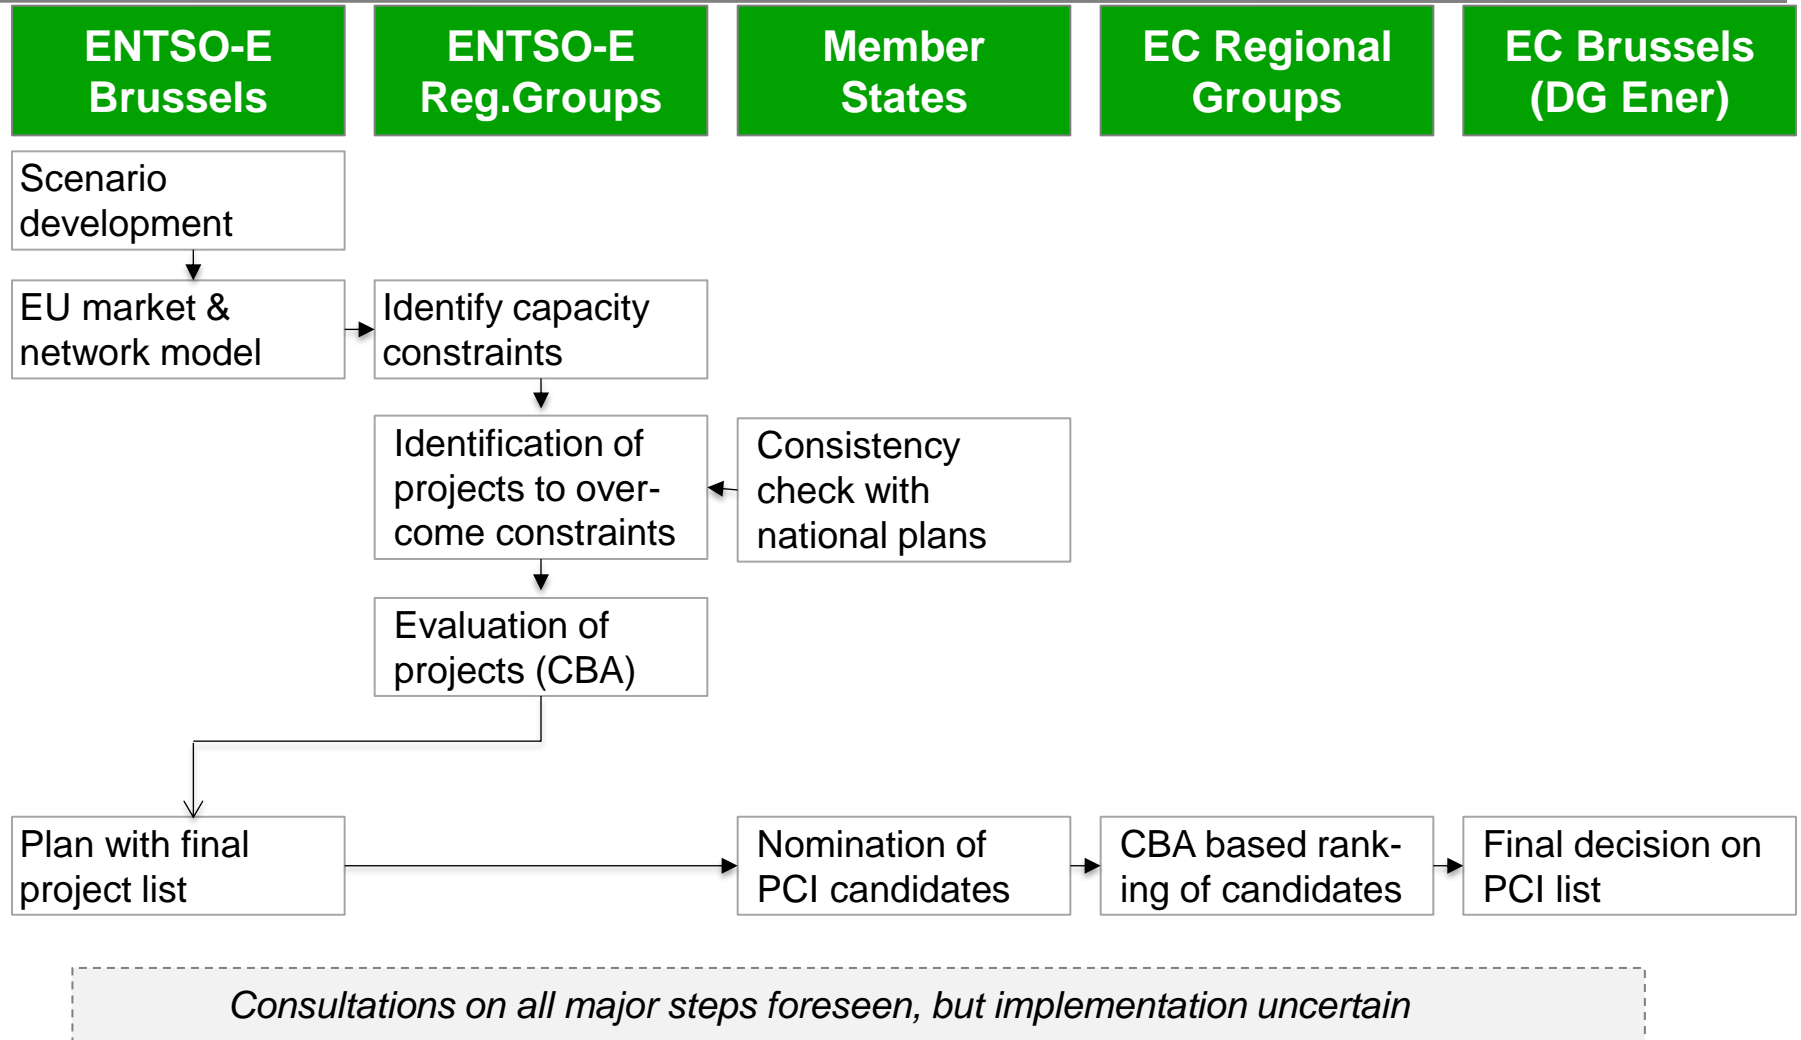 ENTSO-E
Brussels
ENTSO-E
Reg.Groups
Member
States
EC Regional
Groups
EC Brussels
(DG Ener)
Scenario
development
EU market &
network model
Identify capacity
constraints
Identification of
projects to over-
come constraints
Consistency
check with
national plans
Evaluation of
projects (CBA)
Plan with final
project list
Nomination of
PCI candidates
CBA based rank-
ing of candidates
Final decision on
PCI list
Consultations on all major steps foreseen, but implementation uncertain